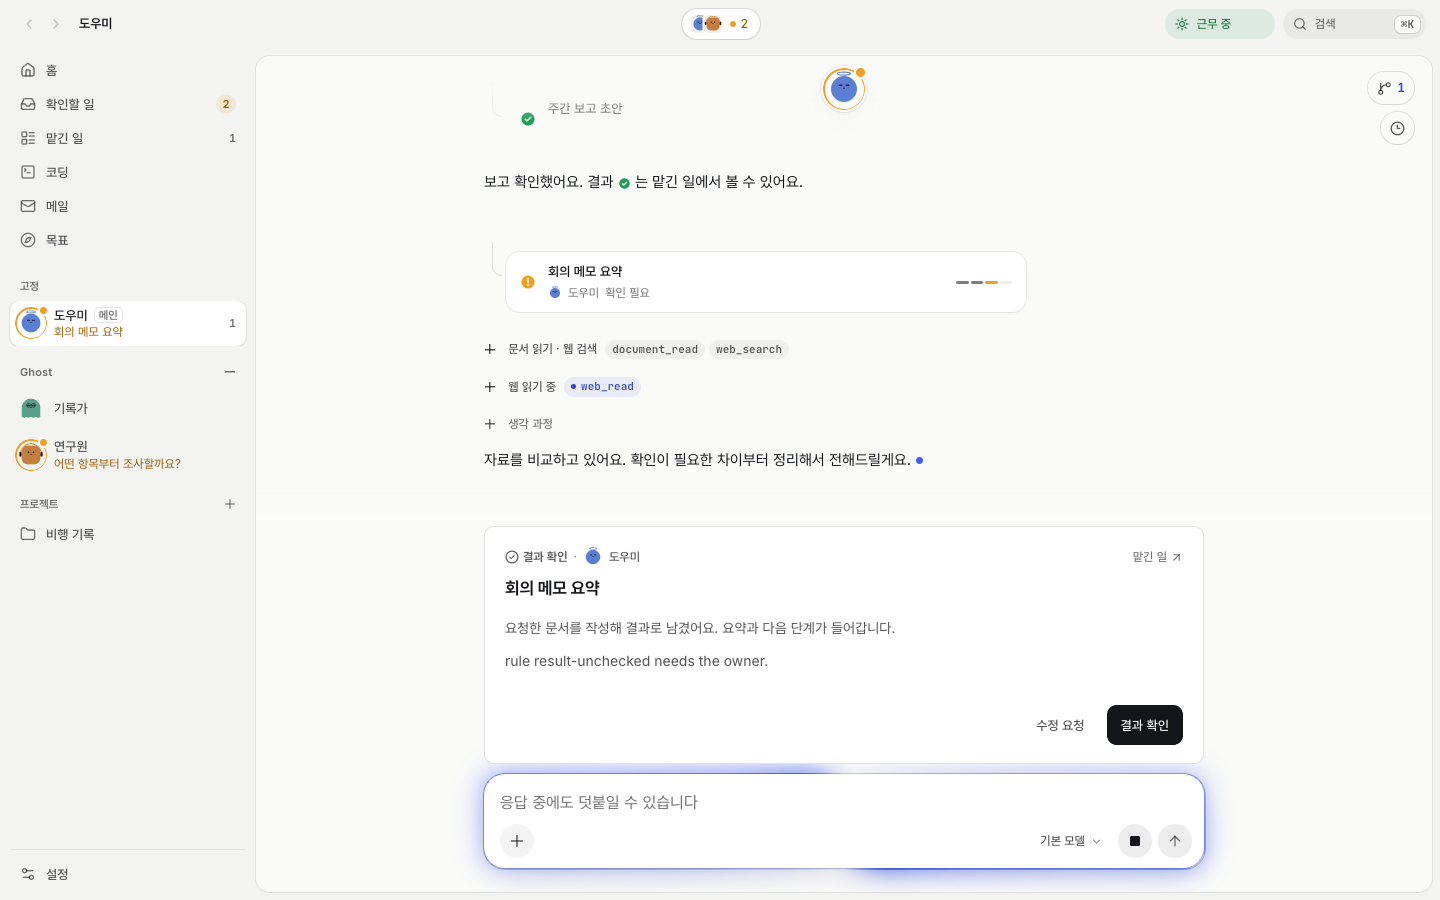 도우미
2
근무 중
검색
⌘K
홈
확인할 일
2
맡긴 일
1
코딩
메일
목표
고정
도우미 메인
회의 메모 요약
1
Ghost
기록가
연구원
어떤 항목부터 조사할까요?
프로젝트
비행 기록
설정
1
주간 보고 초안
보고 확인했어요. 결과 는 맡긴 일에서 볼 수 있어요.
회의 메모 요약
도우미 확인 필요
문서 읽기 · 웹 검색 document_read web_search
웹 읽기 중 web_read
생각 과정
자료를 비교하고 있어요. 확인이 필요한 차이부터 정리해서 전해드릴게요.
결과 확인 · 도우미
맡긴 일
회의 메모 요약
요청한 문서를 작성해 결과로 남겼어요. 요약과 다음 단계가 들어갑니다.
rule result-unchecked needs the owner.
수정 요청
결과 확인
응답 중에도 덧붙일 수 있습니다
기본 모델